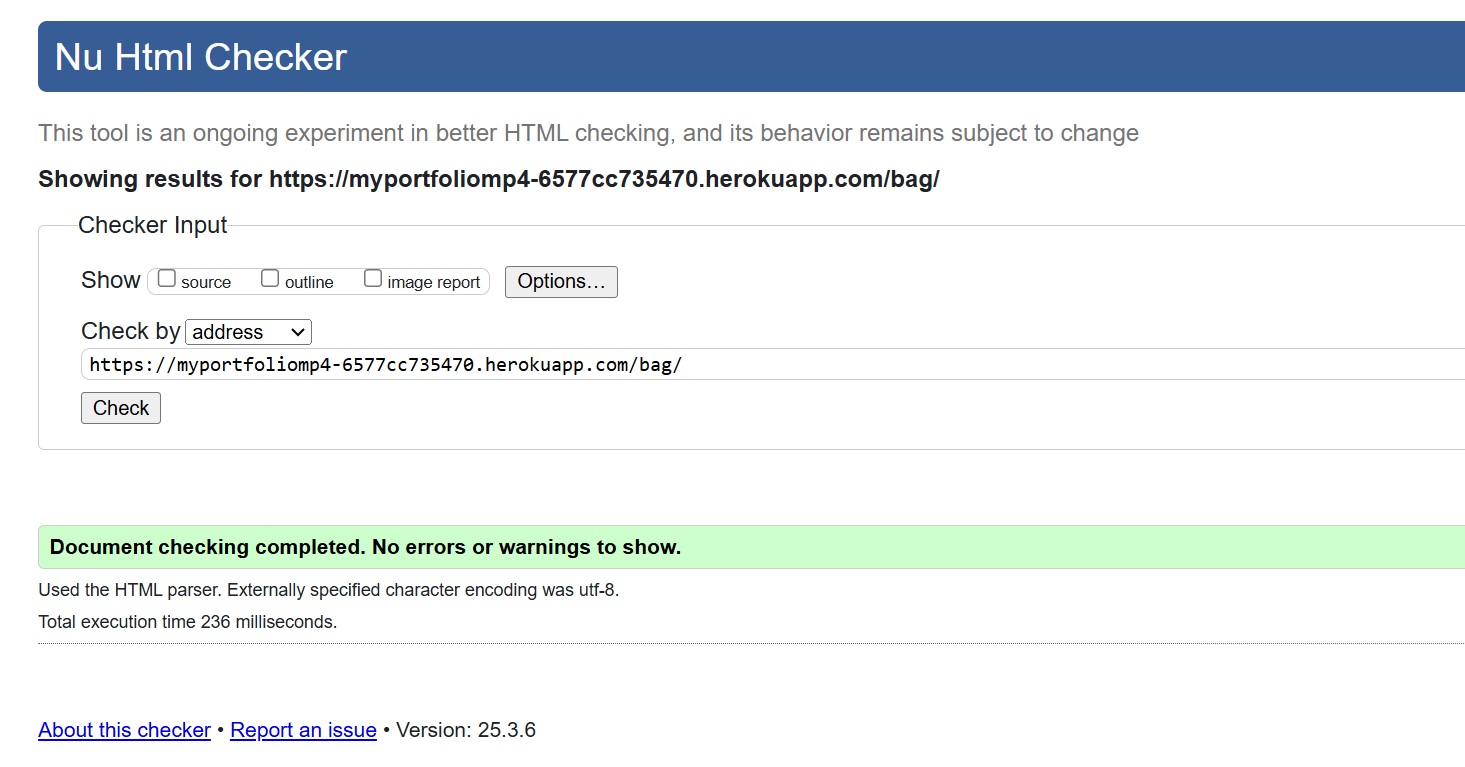 Nu Html Checker
This tool is an ongoing experiment in better HTML checking, and its behavior remains subject to change
Showing results for https://myportfoliomp4-6577cc735470.herokuapp.com/bag/
Checker Input
Show source outline image report Options...
Check by address
https://myportfoliomp4-6577cc735470.herokuapp.com/bag/
Check
Document checking completed. No errors or warnings to show.
Used the HTML parser. Externally specified character encoding was utf-8.
Total execution time 236 milliseconds.
About this checker • Report an issue • Version: 25.3.6